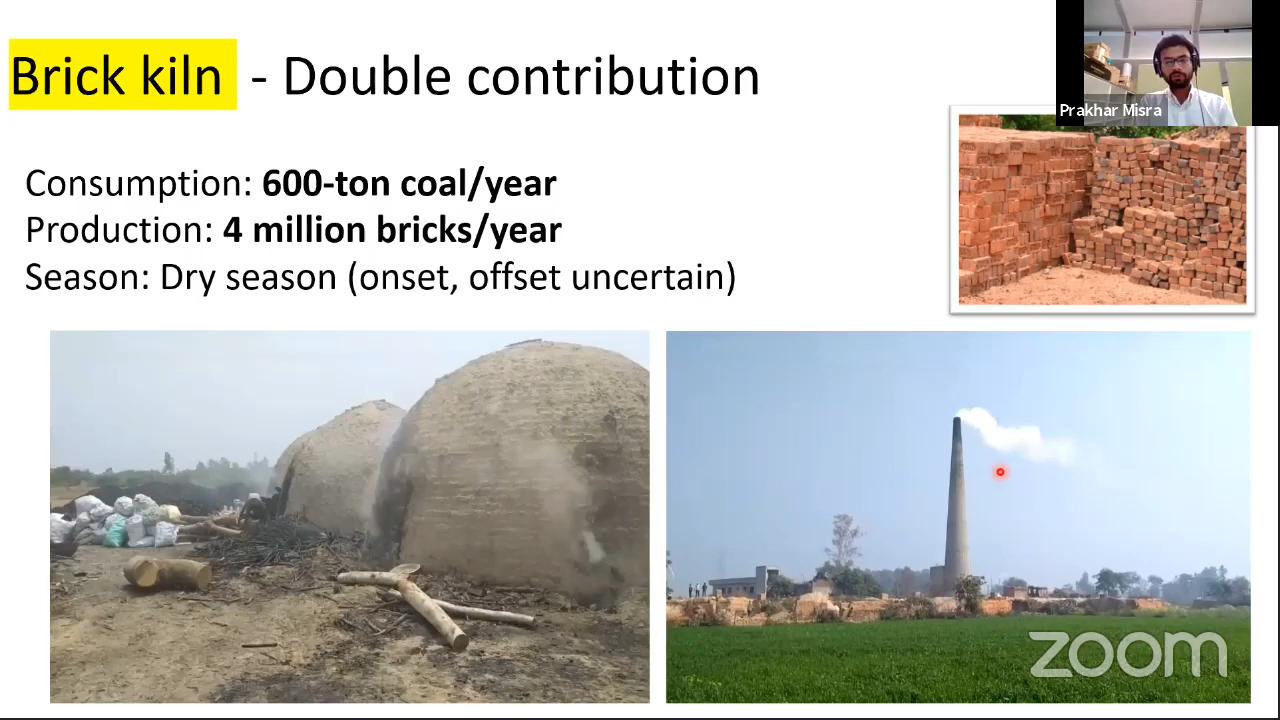 Brick kiln - Double contribution
Prakhar Misra
Consumption: 600-ton coal/year
Production: 4 million bricks/year
Season: Dry season (onset, offset uncertain)
zoom